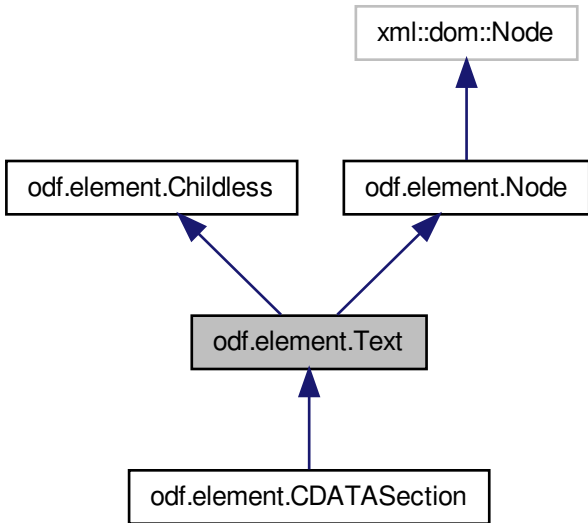 xml::dom::Node
odf.element.Childless
odf.element.Node
odf.element.Text
odf.element.CDATASection